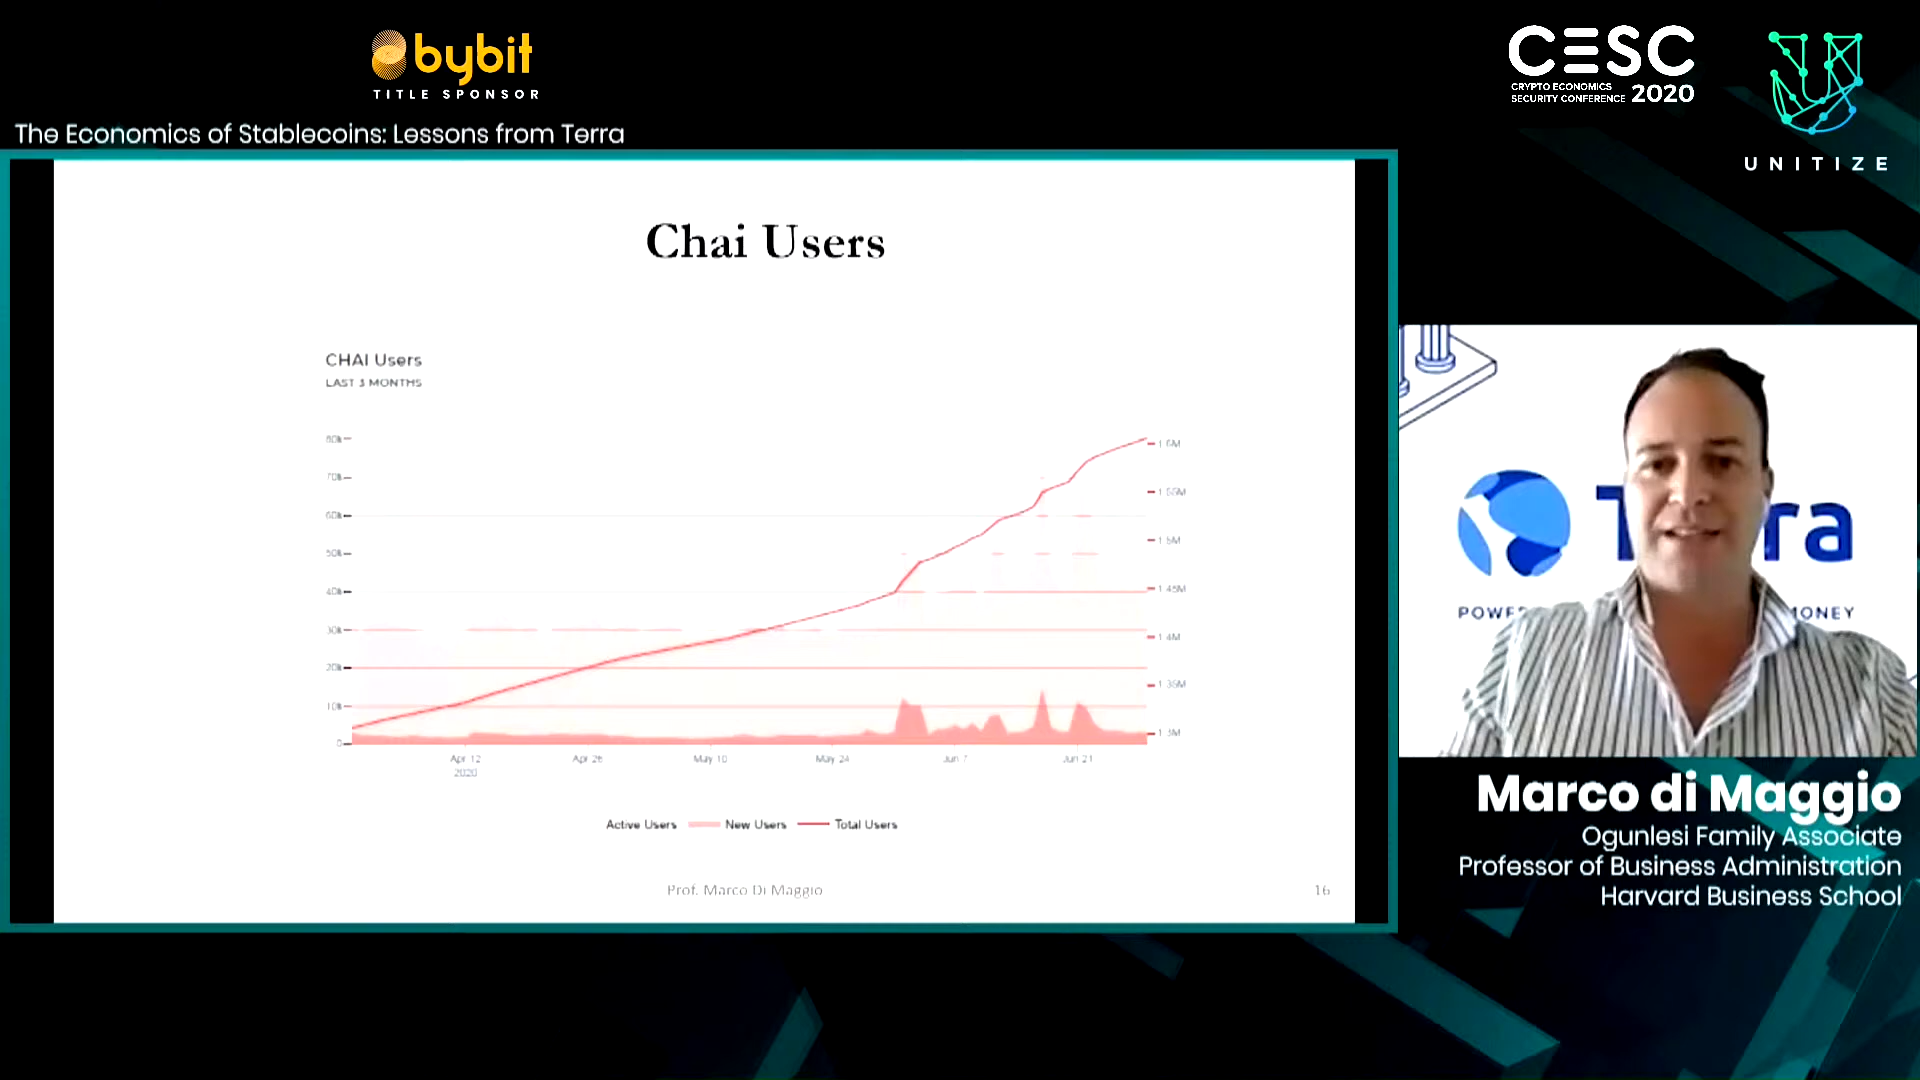 bybit
TITLE SPONSOR
CESC
CRYPTO ECONOMICS
SECURITY CONFERENCE 2020
UNITIZE
The Economics of Stablecoins: Lessons from Terra
Chai Users
CHAI Users
LAST 3 MONTHS
80k
70k
60k
50k
40k
30k
20k
10k
0
1.6M
1.55M
1.5M
1.45M
1.4M
1.35M
1.3M
Apr 12
2020
Apr 26
May 10
May 24
Jun 7
Jun 21
Active Users New Users Total Users
Prof. Marco Di Maggio
16
MONEY
Marco di Maggio
Ogunlesi Family Associate
Professor of Business Administration
Harvard Business School